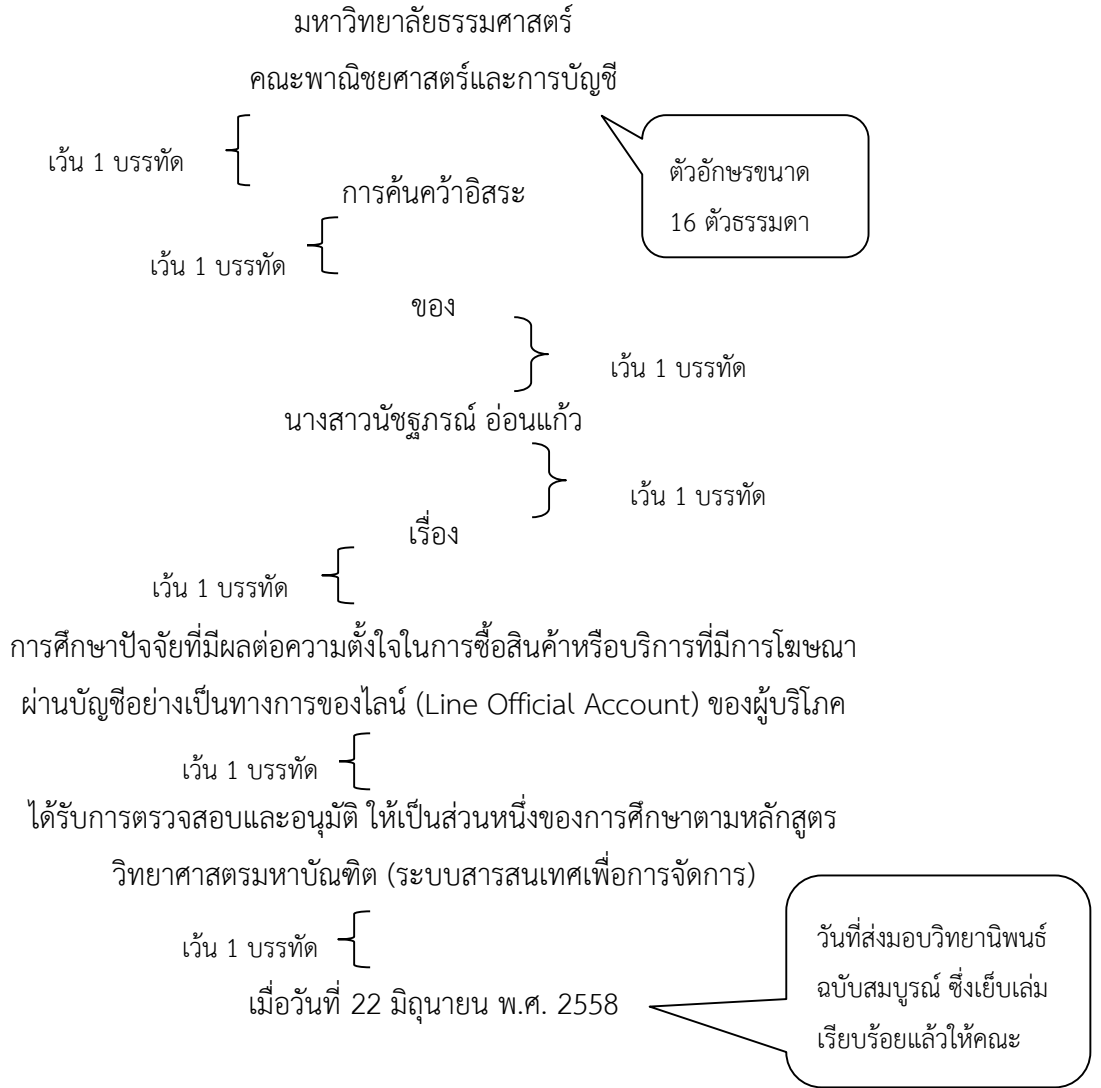 มหาวิทยาลัยธรรมศาสตร์
คณะพาณิชยศาสตร์และการบัญชี
เว้น 1 บรรทัด
ตัวอักษรขนาด
16 ตัวธรรมดา
การค้นคว้าอิสระ
เว้น 1 บรรทัด
ของ
เว้น 1 บรรทัด
นางสาวนัชฐภรณ์ อ่อนแก้ว
เว้น 1 บรรทัด
เรื่อง
เว้น 1 บรรทัด
การศึกษาปัจจัยที่มีผลต่อความตั้งใจในการซื้อสินค้าหรือบริการที่มีการโฆษณา
ผ่านบัญชีอย่างเป็นทางการของไลน์ (Line Official Account) ของผู้บริโภค
เว้น 1 บรรทัด
ได้รับการตรวจสอบและอนุมัติ ให้เป็นส่วนหนึ่งของการศึกษาตามหลักสูตร
วิทยาศาสตรมหาบัณฑิต (ระบบสารสนเทศเพื่อการจัดการ)
เว้น 1 บรรทัด
เมื่อวันที่ 22 มิถุนายน พ.ศ. 2558
วันที่ส่งมอบวิทยานิพนธ์
ฉบับสมบูรณ์ ซึ่งเย็บเล่ม
เรียบร้อยแล้วให้คณะ